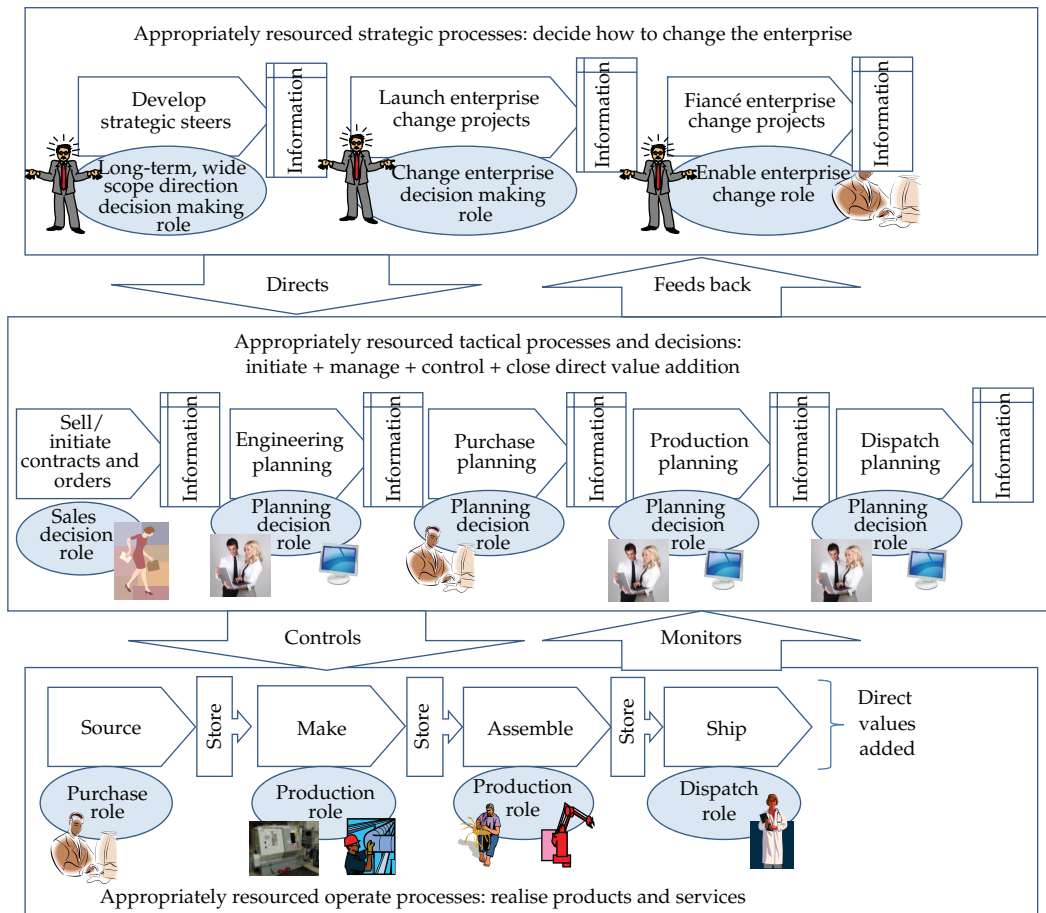 Appropriately resourced strategic processes: decide how to change the enterprise
Develop
strategic steers
Information
Launch enterprise
change projects
Information
Fiancé enterprise
change projects
Information
Long-term, wide
scope direction
decision making
role
Change enterprise
decision making
role
Enable enterprise
change role
Directs
Feeds back
Appropriately resourced tactical processes and decisions:
initiate + manage + control + close direct value addition
Sell/
initiate
contracts and
orders
Information
Engineering
planning
Information
Purchase
planning
Information
Production
planning
Information
Dispatch
planning
Information
Sales
decision
role
Planning
decision
role
Planning
decision
role
Planning
decision
role
Planning
decision
role
Controls
Monitors
Source
Store
Make
Store
Assemble
Store
Ship
Direct
values
added
Purchase
role
Production
role
Production
role
Dispatch
role
Appropriately resourced operate processes: realise products and services